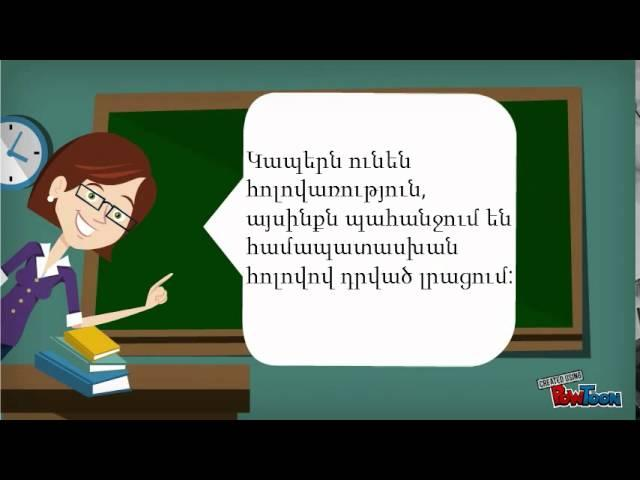 Կապերն ունեն
հոլովառություն,
այսինքն պահանջում են
համապատասխան
հոլովով դրված լրացում:
CREATED USING
POWTOON